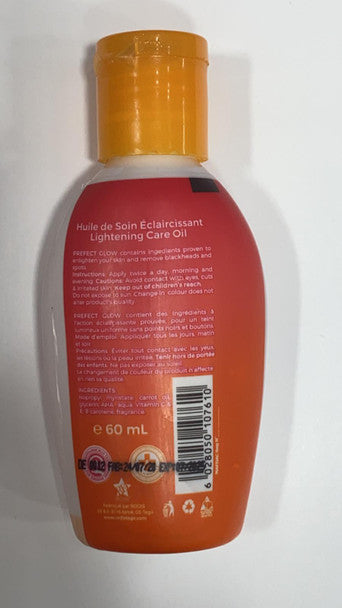 Huile de Soin Éclaircissant
Lightening Care Oil
PREFECT GLOW contains ingredients proven to
enlighten your skin and remove blackheads and
spots.
Instructions: Apply twice a day, morning and
evening. Cautions: Avoid contact with eyes, cuts
& irritated skin. Keep out of children's reach.
Do not expose to sun. Change in colour does not
alter product's quality.
PREFECT GLOW contient des ingrédients à
l'action éclaircissante prouvée, pour un teint
lumineux uniforme sans points noirs et boutons.
Mode d'emploi: Appliquer tous les jours, matin
et soir.
Précautions: Éviter tout contact avec les yeux,
les lésions ou la peau irritée. Tenir hors de portée
des enfants. Ne pas exposer au soleil.
Le changement de couleur du produit n'affecte
en rien sa qualité.
INGREDIENTS
Isopropyl myristate, carrot oil,
glycerin, AHA, aqua, Vitamin C &
E, B-carotene, fragrance.
e 60 mL
6 028050 107610